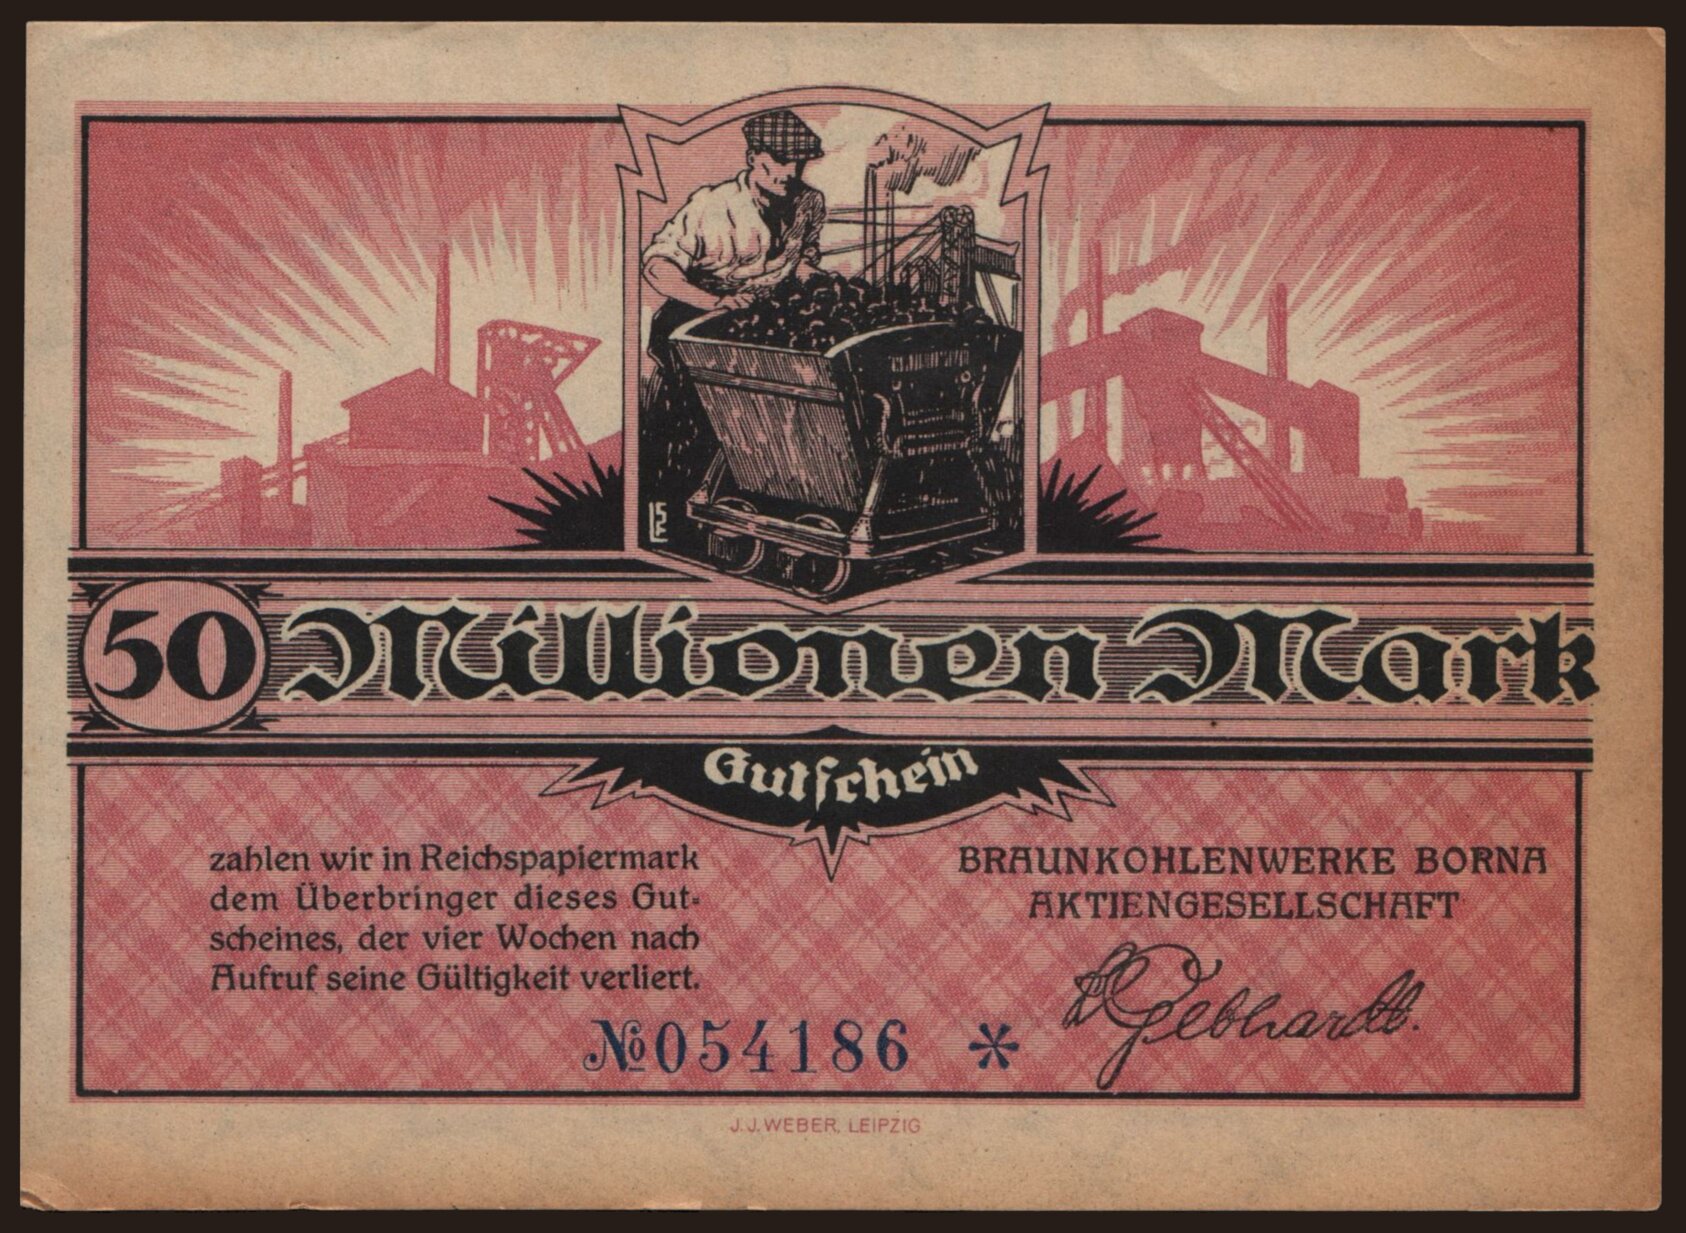 50 Millionen Mark
Gutschein
zahlen wir in Reichspapiermark
dem Überbringer dieses Gut=
scheines, der vier Wochen nach
Aufruf seine Gültigkeit verliert.
BRAUNKOHLENWERKE BORNA
AKTIENGESELLSCHAFT
Gebhardt.
№054186 *
J. J. WEBER, LEIPZIG